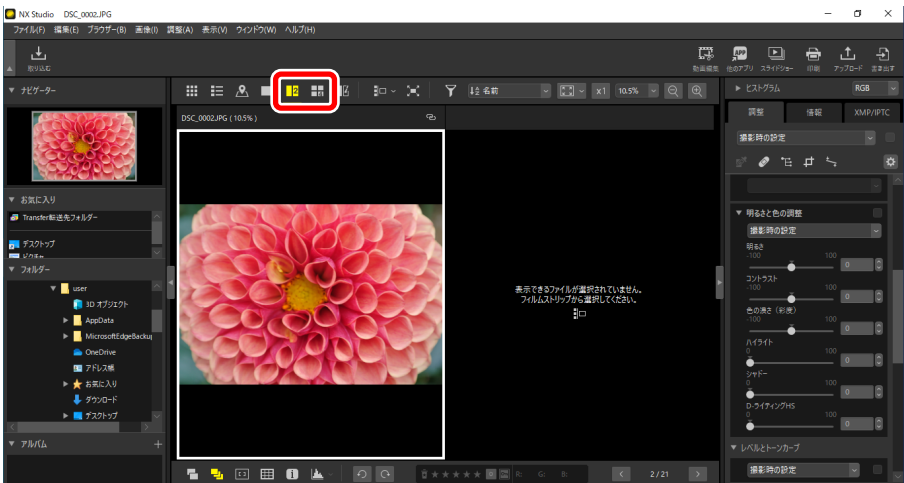 NX Studio DSC_0002.JPG
ファイル(F) 編集(E) ブラウザー(B) 画像(I) 調整(A) 表示(V) ウィンドウ(W) ヘルプ(H)
取り込む
動画編集 他のアプリ スライドショー 印刷 アップロード 書き出す
ナビゲーター
2
4
名前
x1
10.5%
ヒストグラム
RGB
DSC_0002.JPG ( 10.5% )
調整
情報
XMP/IPTC
撮影時の設定
お気に入り
Transfer転送先フォルダー
デスクトップ
ドキュメ
フォルダー
user
3D オブジェクト
AppData
MicrosoftEdgeBackup
OneDrive
アドレス帳
お気に入り
ダウンロード
デスクトップ
アルバム
表示できるファイルが選択されていません。
フィルムストリップから選択してください。
明るさと色の調整
撮影時の設定
明るさ
-100 100
0
コントラスト
-100 100
0
色の濃さ（彩度）
-100 100
0
ハイライト
0 100
0
シャドー
0 100
0
D-ライティングHS
0 100
0
レベルとトーンカーブ
撮影時の設定
R: G: B:
2 / 21